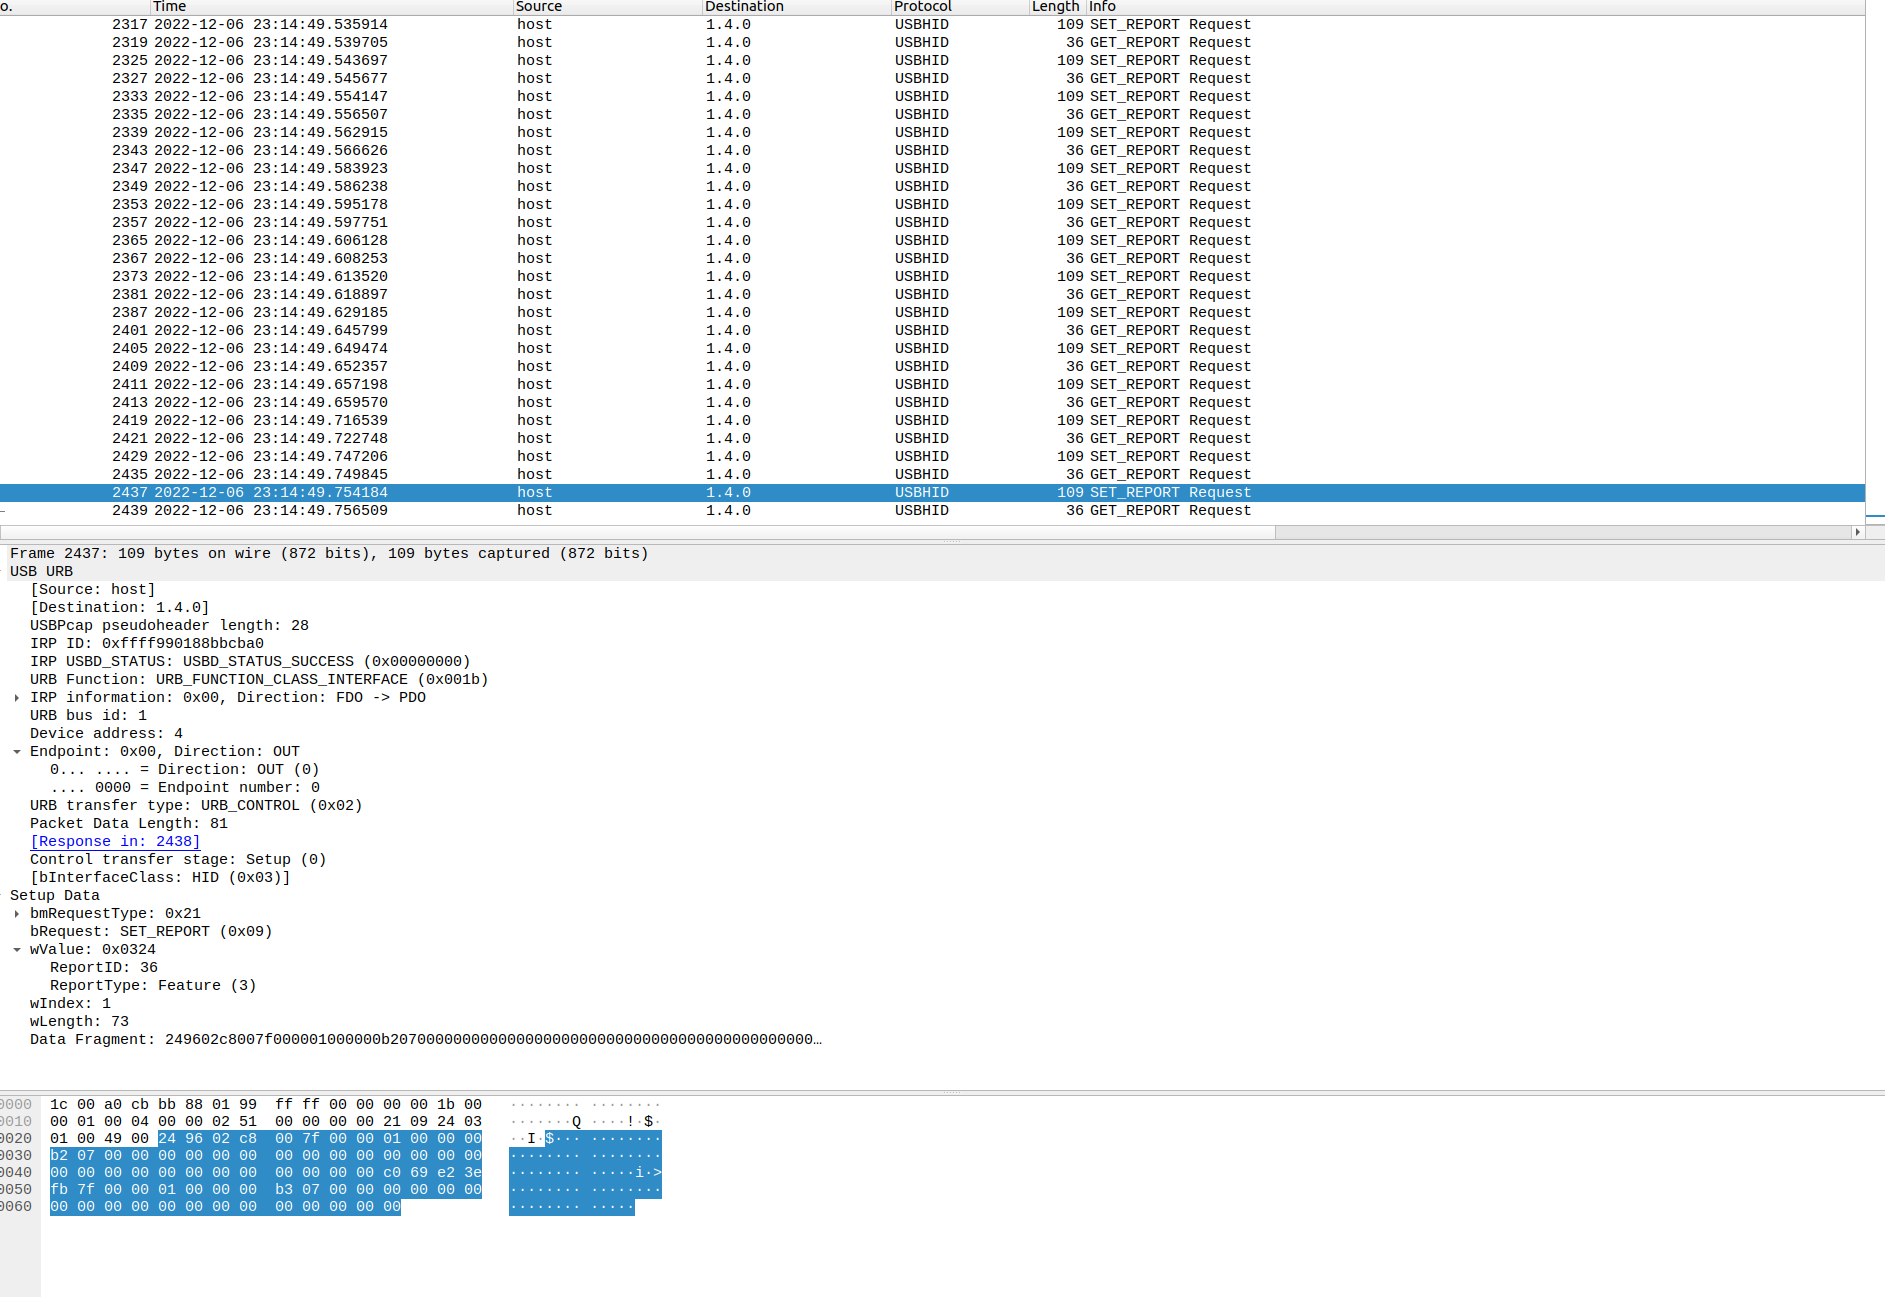 o. Time Source Destination Protocol Length Info
2317 2022-12-06 23:14:49.535914 host 1.4.0 USBHID 109 SET_REPORT Request
2319 2022-12-06 23:14:49.539705 host 1.4.0 USBHID 36 GET_REPORT Request
2325 2022-12-06 23:14:49.543697 host 1.4.0 USBHID 109 SET_REPORT Request
2327 2022-12-06 23:14:49.545677 host 1.4.0 USBHID 36 GET_REPORT Request
2333 2022-12-06 23:14:49.554147 host 1.4.0 USBHID 109 SET_REPORT Request
2335 2022-12-06 23:14:49.556507 host 1.4.0 USBHID 36 GET_REPORT Request
2339 2022-12-06 23:14:49.562915 host 1.4.0 USBHID 109 SET_REPORT Request
2343 2022-12-06 23:14:49.566626 host 1.4.0 USBHID 36 GET_REPORT Request
2347 2022-12-06 23:14:49.583923 host 1.4.0 USBHID 109 SET_REPORT Request
2349 2022-12-06 23:14:49.586238 host 1.4.0 USBHID 36 GET_REPORT Request
2353 2022-12-06 23:14:49.595178 host 1.4.0 USBHID 109 SET_REPORT Request
2357 2022-12-06 23:14:49.597751 host 1.4.0 USBHID 36 GET_REPORT Request
2365 2022-12-06 23:14:49.606128 host 1.4.0 USBHID 109 SET_REPORT Request
2367 2022-12-06 23:14:49.608253 host 1.4.0 USBHID 36 GET_REPORT Request
2373 2022-12-06 23:14:49.613520 host 1.4.0 USBHID 109 SET_REPORT Request
2381 2022-12-06 23:14:49.618897 host 1.4.0 USBHID 36 GET_REPORT Request
2387 2022-12-06 23:14:49.629185 host 1.4.0 USBHID 109 SET_REPORT Request
2401 2022-12-06 23:14:49.645799 host 1.4.0 USBHID 36 GET_REPORT Request
2405 2022-12-06 23:14:49.649474 host 1.4.0 USBHID 109 SET_REPORT Request
2409 2022-12-06 23:14:49.652357 host 1.4.0 USBHID 36 GET_REPORT Request
2411 2022-12-06 23:14:49.657198 host 1.4.0 USBHID 109 SET_REPORT Request
2413 2022-12-06 23:14:49.659570 host 1.4.0 USBHID 36 GET_REPORT Request
2419 2022-12-06 23:14:49.716539 host 1.4.0 USBHID 109 SET_REPORT Request
2421 2022-12-06 23:14:49.722748 host 1.4.0 USBHID 36 GET_REPORT Request
2429 2022-12-06 23:14:49.747206 host 1.4.0 USBHID 109 SET_REPORT Request
2435 2022-12-06 23:14:49.749845 host 1.4.0 USBHID 36 GET_REPORT Request
2437 2022-12-06 23:14:49.754184 host 1.4.0 USBHID 109 SET_REPORT Request
2439 2022-12-06 23:14:49.756509 host 1.4.0 USBHID 36 GET_REPORT Request
Frame 2437: 109 bytes on wire (872 bits), 109 bytes captured (872 bits)
USB URB
[Source: host]
[Destination: 1.4.0]
USBPcap pseudoheader length: 28
IRP ID: 0xffff990188bbcba0
IRP USBD_STATUS: USBD_STATUS_SUCCESS (0x00000000)
URB Function: URB_FUNCTION_CLASS_INTERFACE (0x001b)
IRP information: 0x00, Direction: FDO -> PDO
URB bus id: 1
Device address: 4
Endpoint: 0x00, Direction: OUT
0... .... = Direction: OUT (0)
.... 0000 = Endpoint number: 0
URB transfer type: URB_CONTROL (0x02)
Packet Data Length: 81
[Response in: 2438]
Control transfer stage: Setup (0)
[bInterfaceClass: HID (0x03)]
Setup Data
bmRequestType: 0x21
bRequest: SET_REPORT (0x09)
wValue: 0x0324
ReportID: 36
ReportType: Feature (3)
wIndex: 1
wLength: 73
Data Fragment: 249602c8007f000001000000b20700000000000000000000000000000000000000000000…
0000 1c 00 a0 cb bb 88 01 99 ff ff 00 00 00 00 1b 00 ········ ········
0010 00 01 00 04 00 00 02 51 00 00 00 00 21 09 24 03 ·······Q ····!·$·
0020 01 00 49 00 24 96 02 c8 00 7f 00 00 01 00 00 00 ··I·$··· ········
0030 b2 07 00 00 00 00 00 00 00 00 00 00 00 00 00 00 ········ ········
0040 00 00 00 00 00 00 00 00 00 00 00 00 c0 69 e2 3e ········ ·····i·>
0050 fb 7f 00 00 01 00 00 00 b3 07 00 00 00 00 00 00 ········ ········
0060 00 00 00 00 00 00 00 00 00 00 00 00 00 ········ ·····